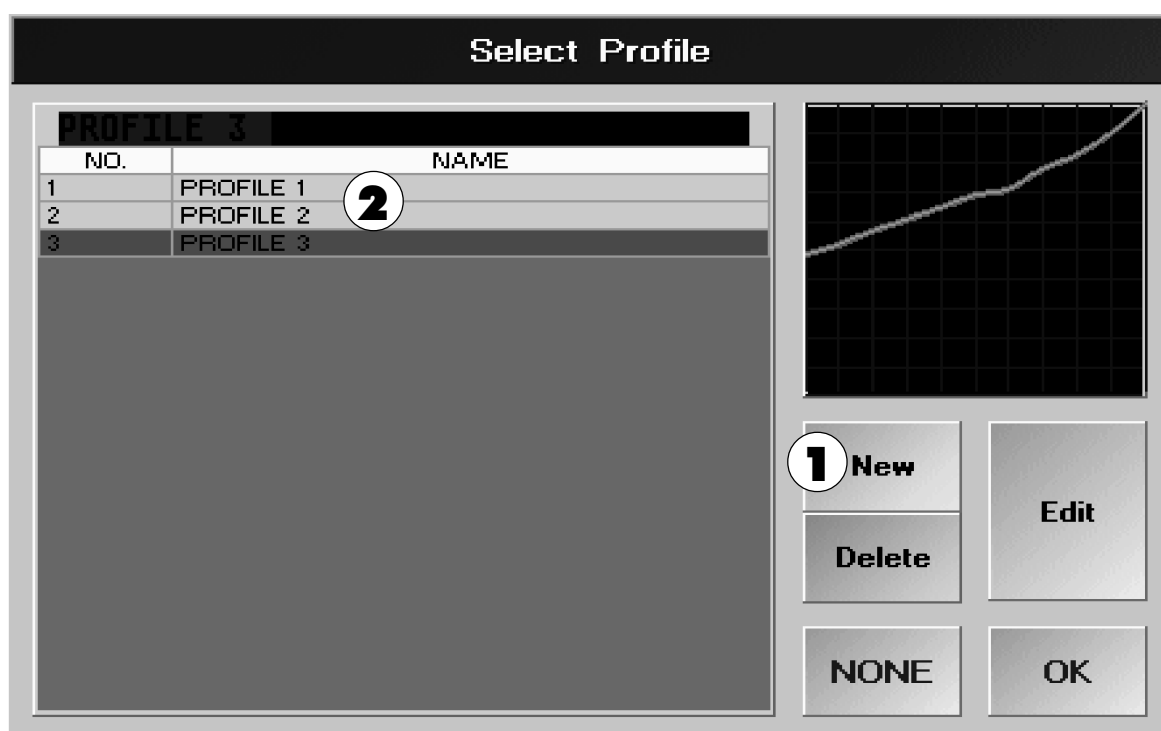 Select Profile
PROFILE 3
NO. NAME
1 PROFILE 1
2 PROFILE 2
3 PROFILE 3
2
1
New
Edit
Delete
NONE
OK